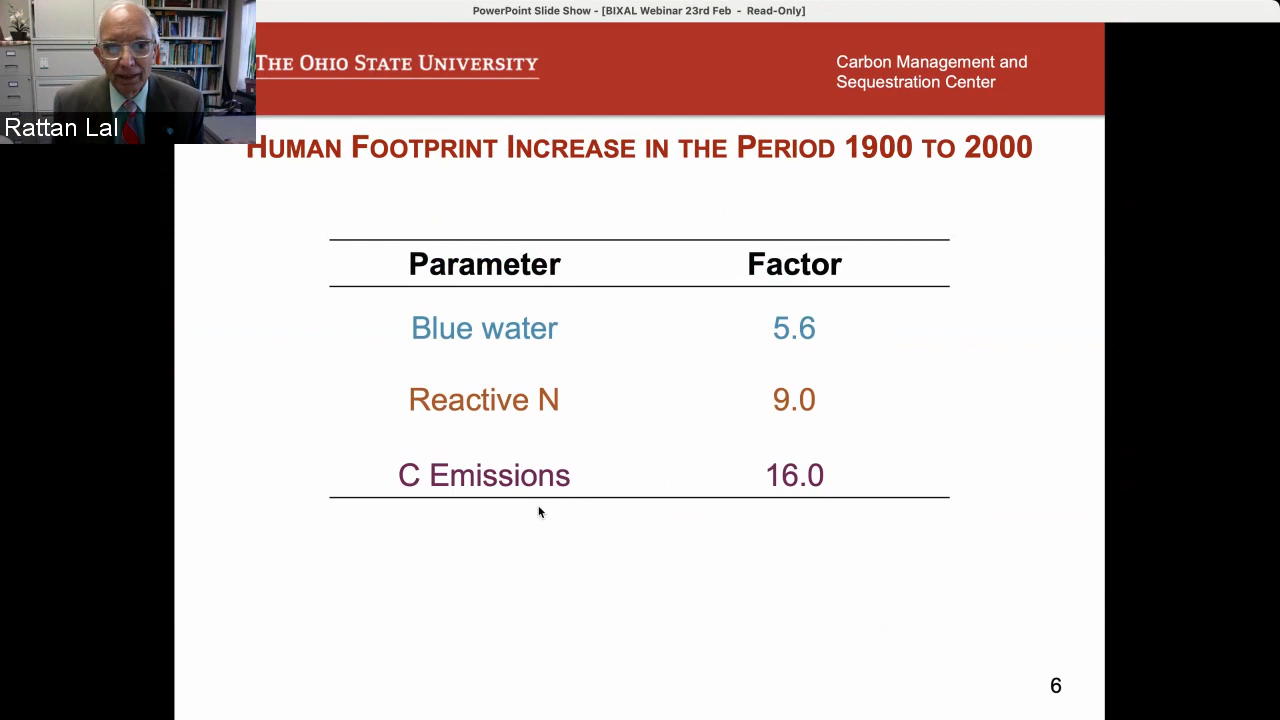 PowerPoint Slide Show - [BIXAL Webinar 23rd Feb - Read-Only]
THE OHIO STATE UNIVERSITY
Carbon Management and
Sequestration Center
Rattan Lal
HUMAN FOOTPRINT INCREASE IN THE PERIOD 1900 TO 2000
Parameter Factor
Blue water 5.6
Reactive N 9.0
C Emissions 16.0
6